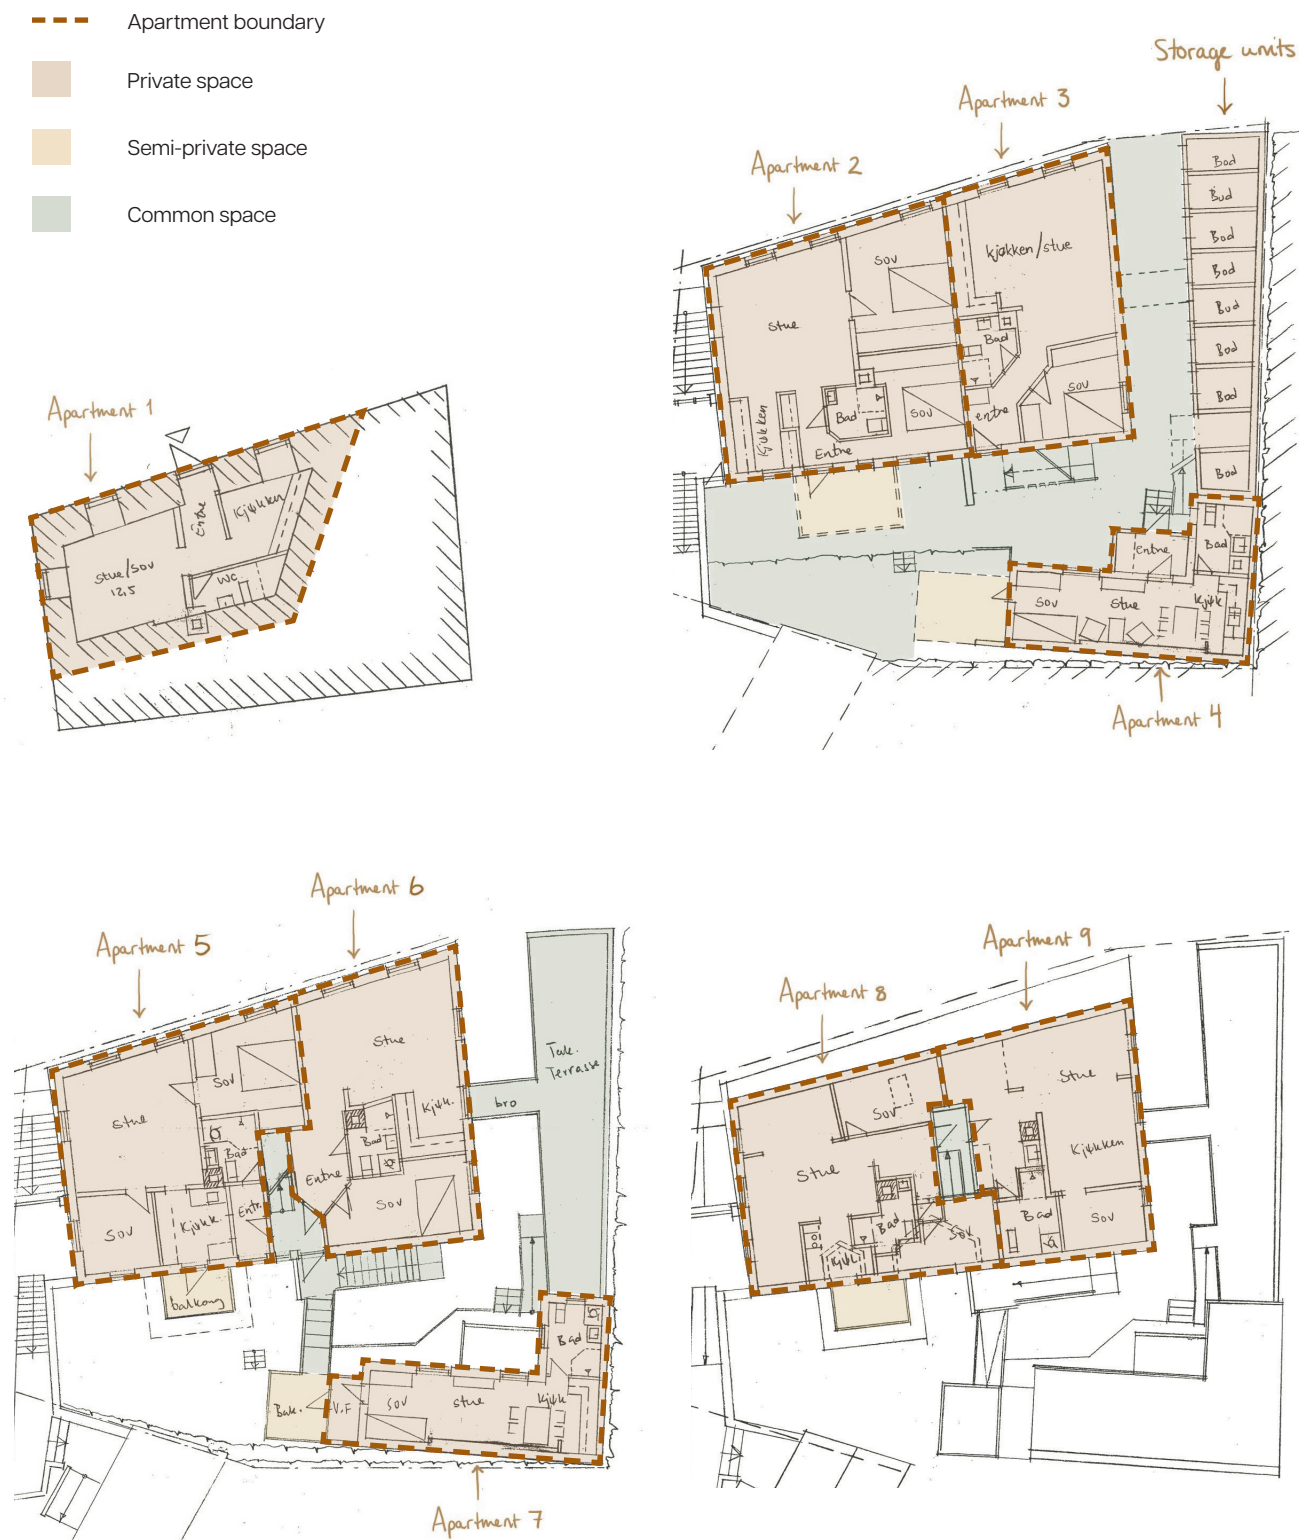 Apartment boundary
Private space
Semi-private space
Common space
Apartment 1
Entre
Kjøkken
Stue/Sov
12,5
WC
Storage units
Apartment 3
Apartment 2
Bod
Bod
Bod
Bod
Bod
Bod
Bod
Bod
Sov
kjøkken/stue
Stue
Bad
Sov
Sov
Bad
Kjøkken
Entre
entre
entre
Bad
Sov
Stue
Kjøk
Apartment 4
Apartment 6
Apartment 5
Stue
Tak.
Terrasse
bro
Sov
Stue
Kjøk.
Bad
Bad
Entre
Sov
Sov
Kjøkk.
Entr.
balkong
Bad
Bak.
V.F
Sov
Stue
Kjøk
Apartment 7
Apartment 9
Apartment 8
Stue
Sov
Kjøkken
Stue
Bad
Bad
Sov
Sov
Kjøk